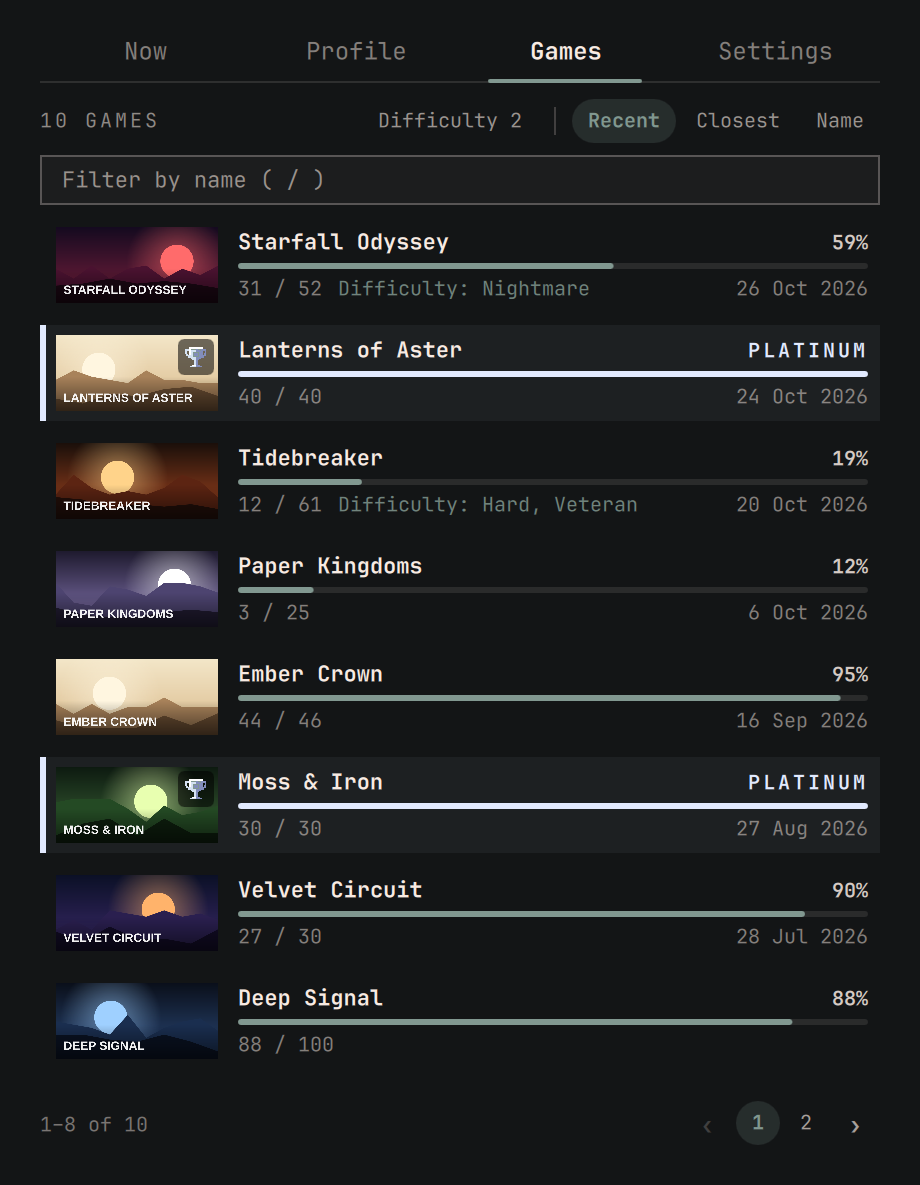 Now Profile Games Settings
10 GAMES Difficulty 2 Recent Closest Name
Filter by name ( / )
STARFALL ODYSSEY
Starfall Odyssey 59%
31 / 52 Difficulty: Nightmare 26 Oct 2026
LANTERNS OF ASTER
Lanterns of Aster PLATINUM
40 / 40 24 Oct 2026
TIDEBREAKER
Tidebreaker 19%
12 / 61 Difficulty: Hard, Veteran 20 Oct 2026
PAPER KINGDOMS
Paper Kingdoms 12%
3 / 25 6 Oct 2026
EMBER CROWN
Ember Crown 95%
44 / 46 16 Sep 2026
MOSS & IRON
Moss & Iron PLATINUM
30 / 30 27 Aug 2026
VELVET CIRCUIT
Velvet Circuit 90%
27 / 30 28 Jul 2026
DEEP SIGNAL
Deep Signal 88%
88 / 100
1–8 of 10 ‹ 1 2 ›